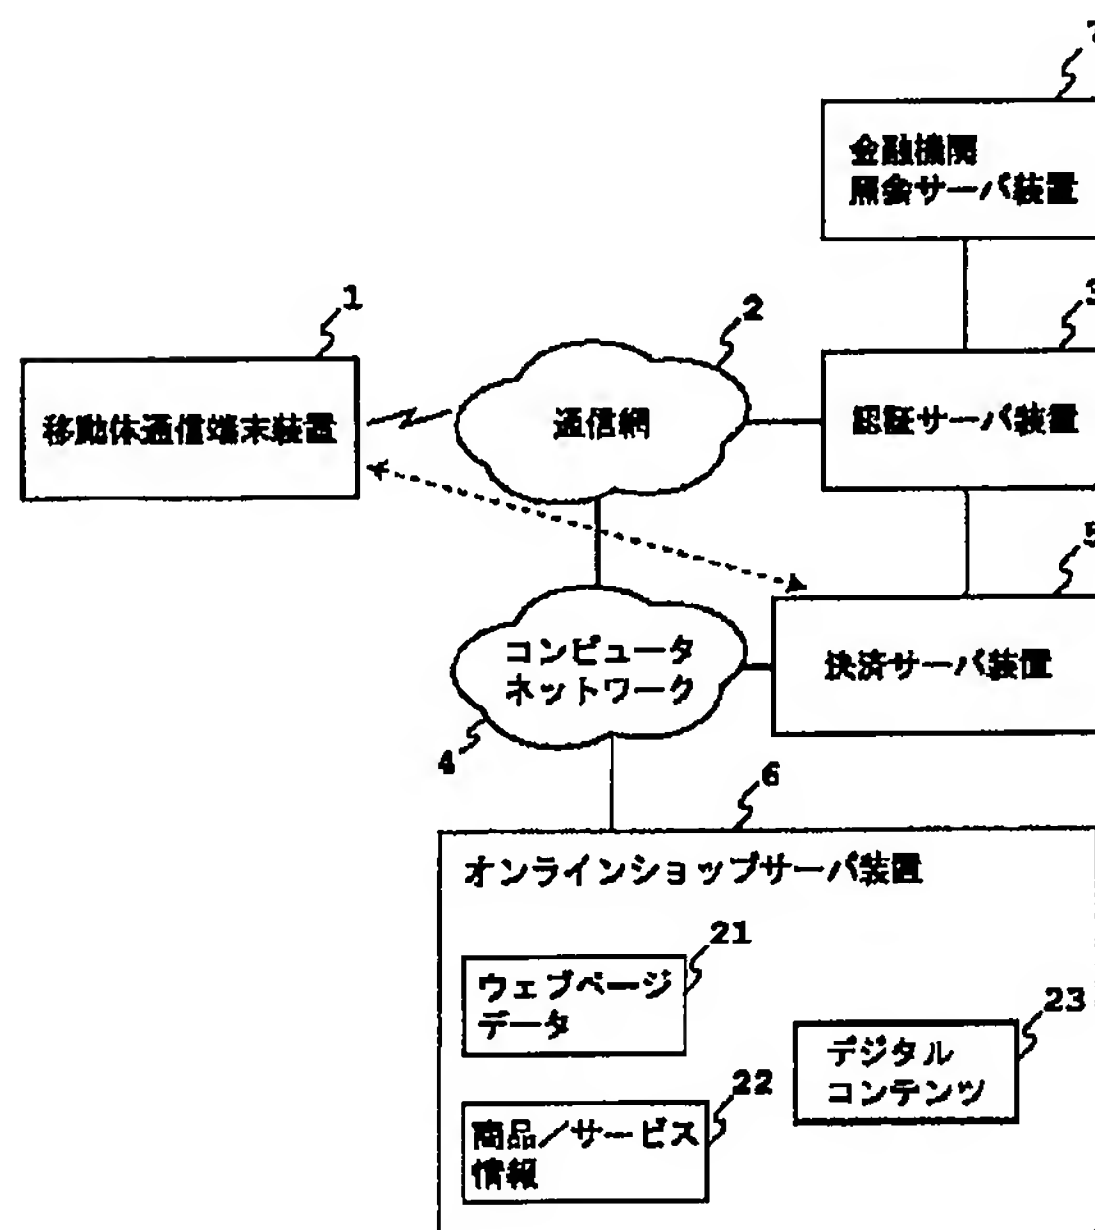 7
金融機関
照会サーバ装置
1
2
3
移動体通信端末装置
通信網
認証サーバ装置
5
コンピュータ
ネットワーク
決済サーバ装置
4
6
オンラインショップサーバ装置
21
ウェブページ
データ
23
デジタル
コンテンツ
22
商品／サービス
情報